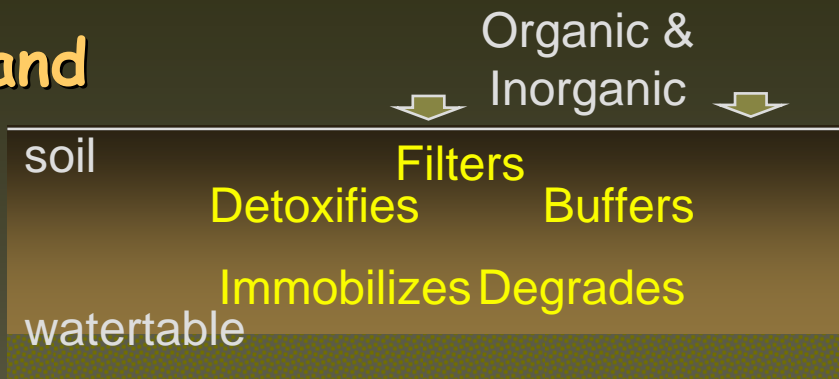 and
Organic &
Inorganic
soil
Filters
Detoxifies Buffers
Immobilizes Degrades
watertable